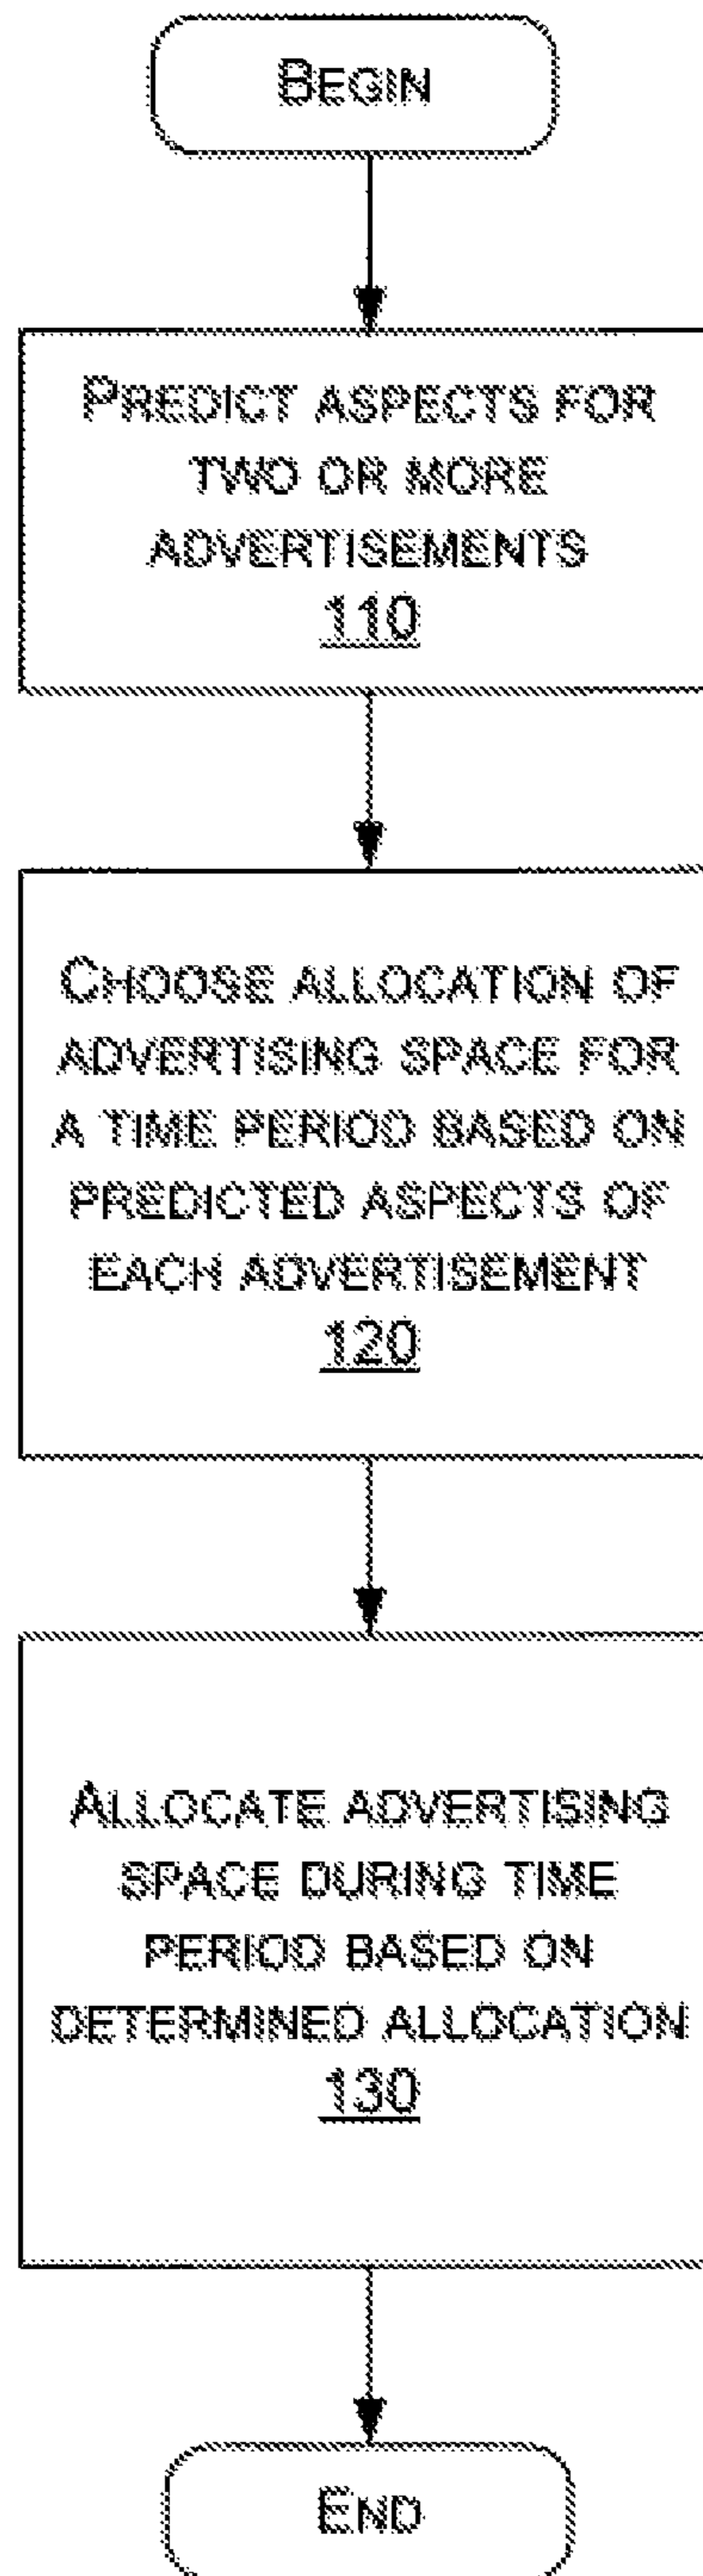 BEGIN
PREDICT ASPECTS FOR
TWO OR MORE
ADVERTISEMENTS
110
CHOOSE ALLOCATION OF
ADVERTISING SPACE FOR
A TIME PERIOD BASED ON
PREDICTED ASPECTS OF
EACH ADVERTISEMENT
120
ALLOCATE ADVERTISING
SPACE DURING TIME
PERIOD BASED ON
DETERMINED ALLOCATION
130
END